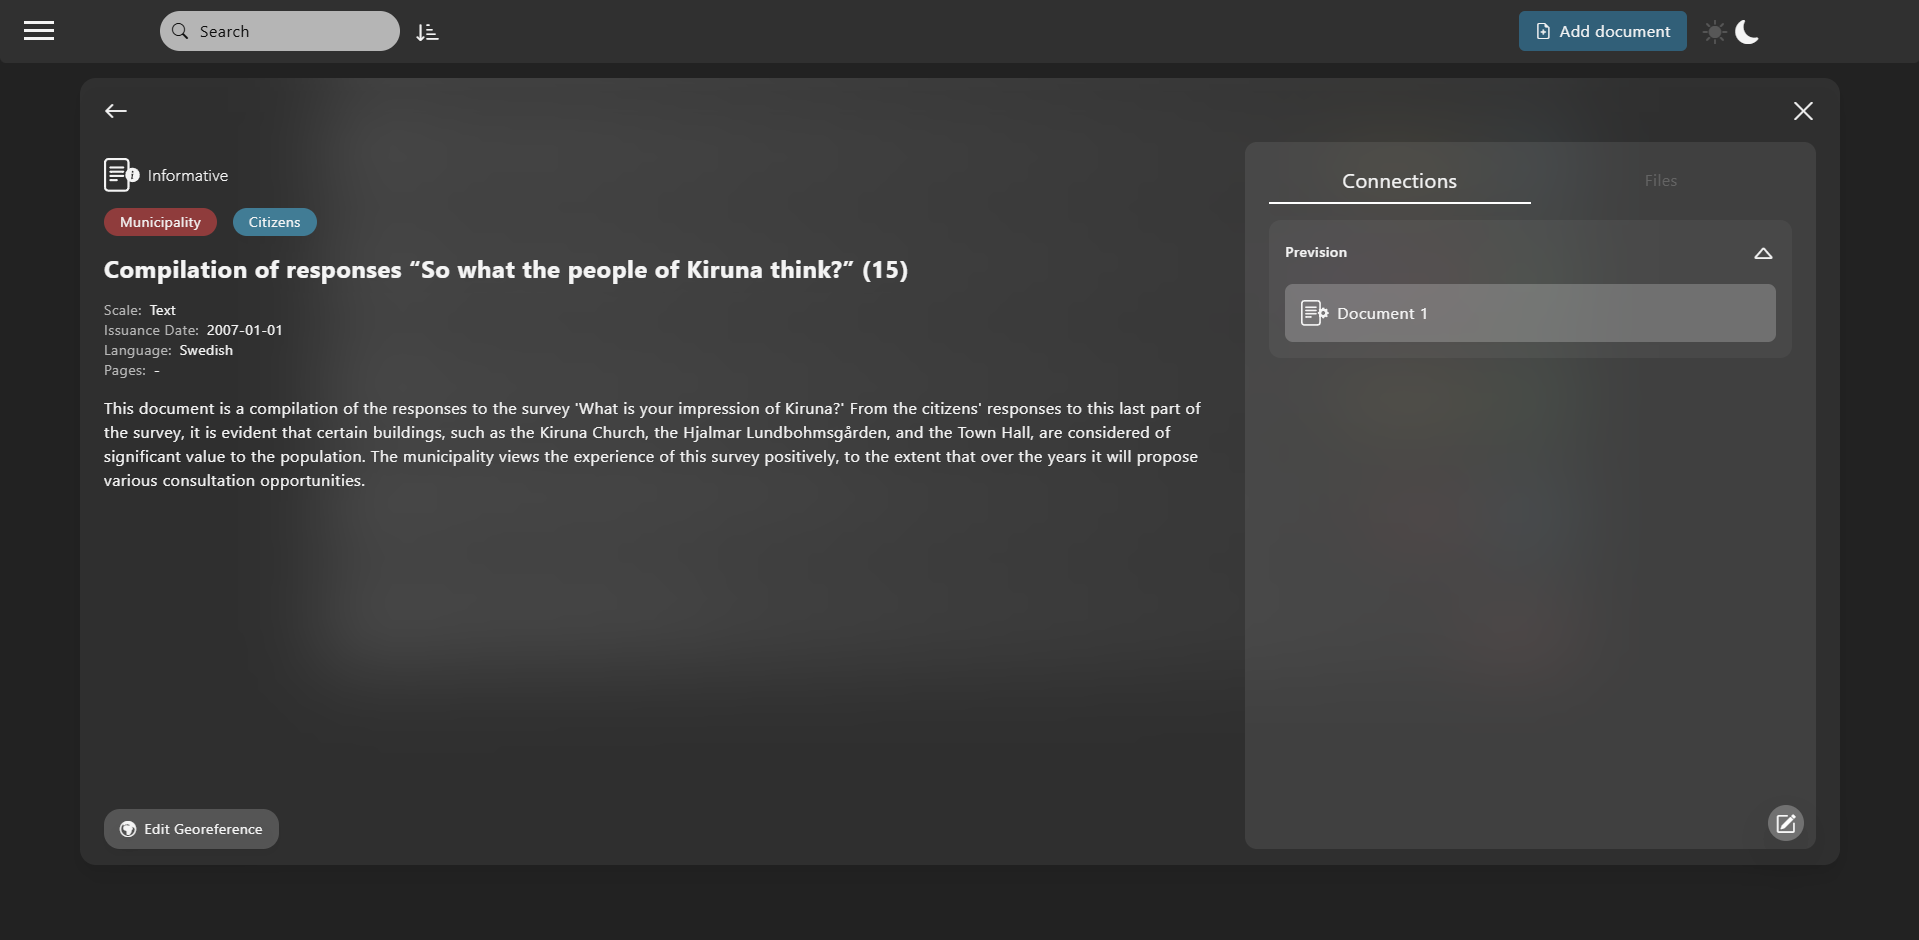 Search
Add document
Informative
Municipality
Citizens
Compilation of responses “So what the people of Kiruna think?” (15)
Scale: Text
Issuance Date: 2007-01-01
Language: Swedish
Pages: -
This document is a compilation of the responses to the survey 'What is your impression of Kiruna?' From the citizens' responses to this last part of
the survey, it is evident that certain buildings, such as the Kiruna Church, the Hjalmar Lundbohmsgården, and the Town Hall, are considered of
significant value to the population. The municipality views the experience of this survey positively, to the extent that over the years it will propose
various consultation opportunities.
Edit Georeference
Connections
Files
Prevision
Document 1